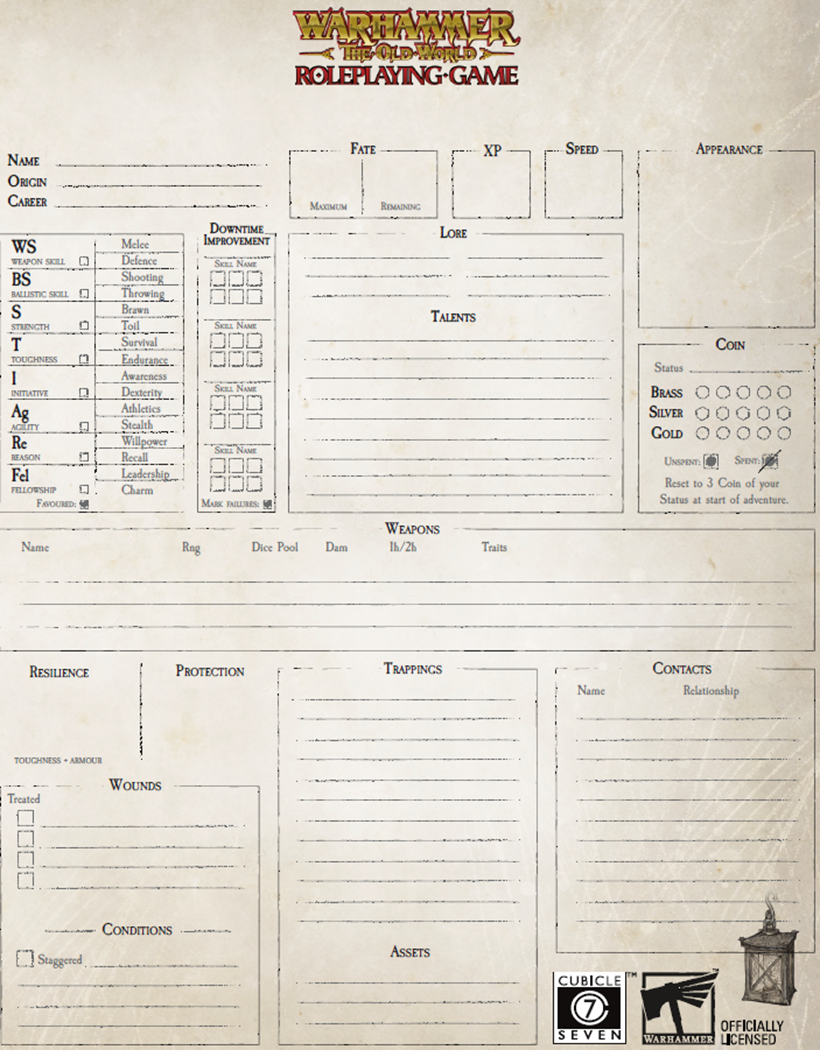 WARHAMMER
THE OLD WORLD
ROLEPLAYING GAME
NAME
ORIGIN
CAREER
FATE
MAXIMUM
REMAINING
XP
SPEED
APPEARANCE
WS
WEAPON SKILL
Melee
Defence
BS
BALLISTIC SKILL
Shooting
Throwing
S
STRENGTH
Brawn
Toil
T
TOUGHNESS
Survival
Endurance
I
INITIATIVE
Awareness
Dexterity
Ag
AGILITY
Athletics
Stealth
Re
REASON
Willpower
Recall
Fel
FELLOWSHIP
Leadership
Charm
FAVOURED:
DOWNTIME
IMPROVEMENT
SKILL NAME
SKILL NAME
SKILL NAME
SKILL NAME
MARK FAILURES:
LORE
TALENTS
COIN
Status
BRASS
SILVER
GOLD
UNSPENT: SPENT:
Reset to 3 Coin of your
Status at start of adventure.
WEAPONS
Name Rng Dice Pool Dam 1h/2h Traits
RESILIENCE
PROTECTION
TOUGHNESS + ARMOUR
WOUNDS
Treated
CONDITIONS
Staggered
TRAPPINGS
ASSETS
CONTACTS
Name Relationship
CUBICLE
7
SEVEN
TM
WARHAMMER
OFFICIALLY
LICENSED